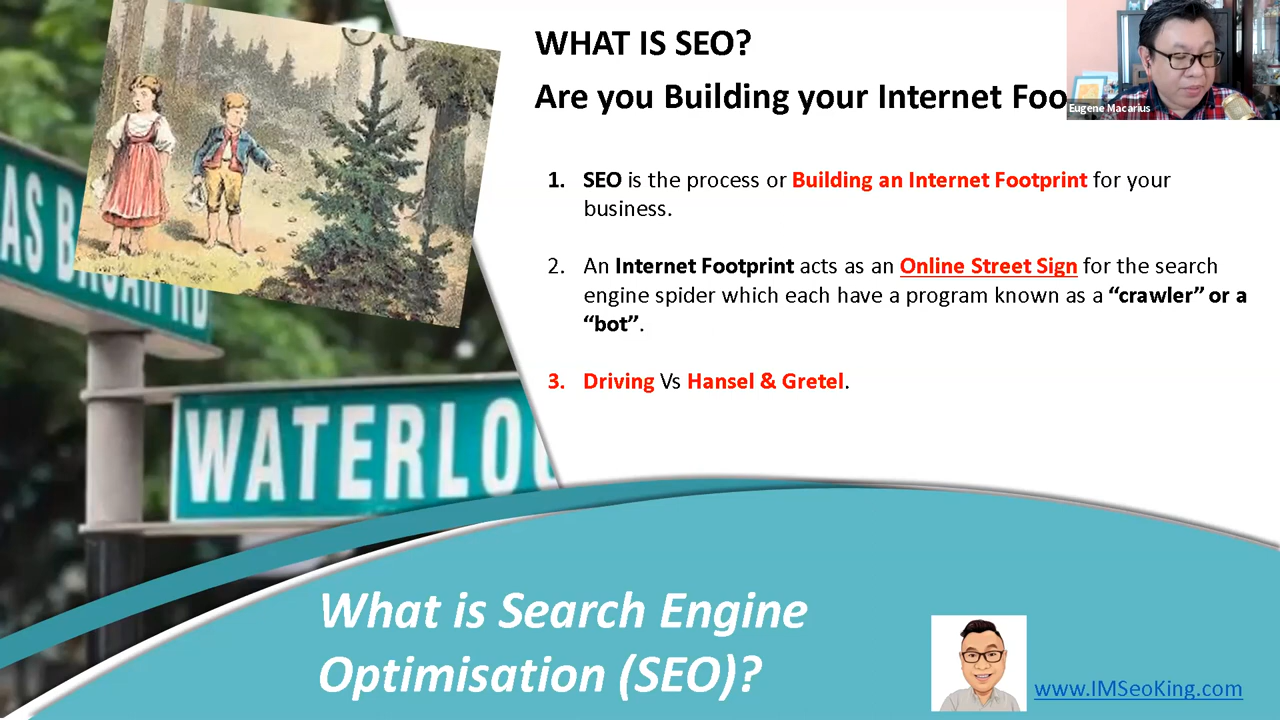 WHAT IS SEO?
Are you Building your Internet Foo
Eugene Macarius
1. SEO is the process or Building an Internet Footprint for your
business.
2. An Internet Footprint acts as an Online Street Sign for the search
engine spider which each have a program known as a “crawler” or a
“bot”.
3. Driving Vs Hansel & Gretel.
WATERLOO
What is Search Engine
Optimisation (SEO)?
www.IMSeoKing.com